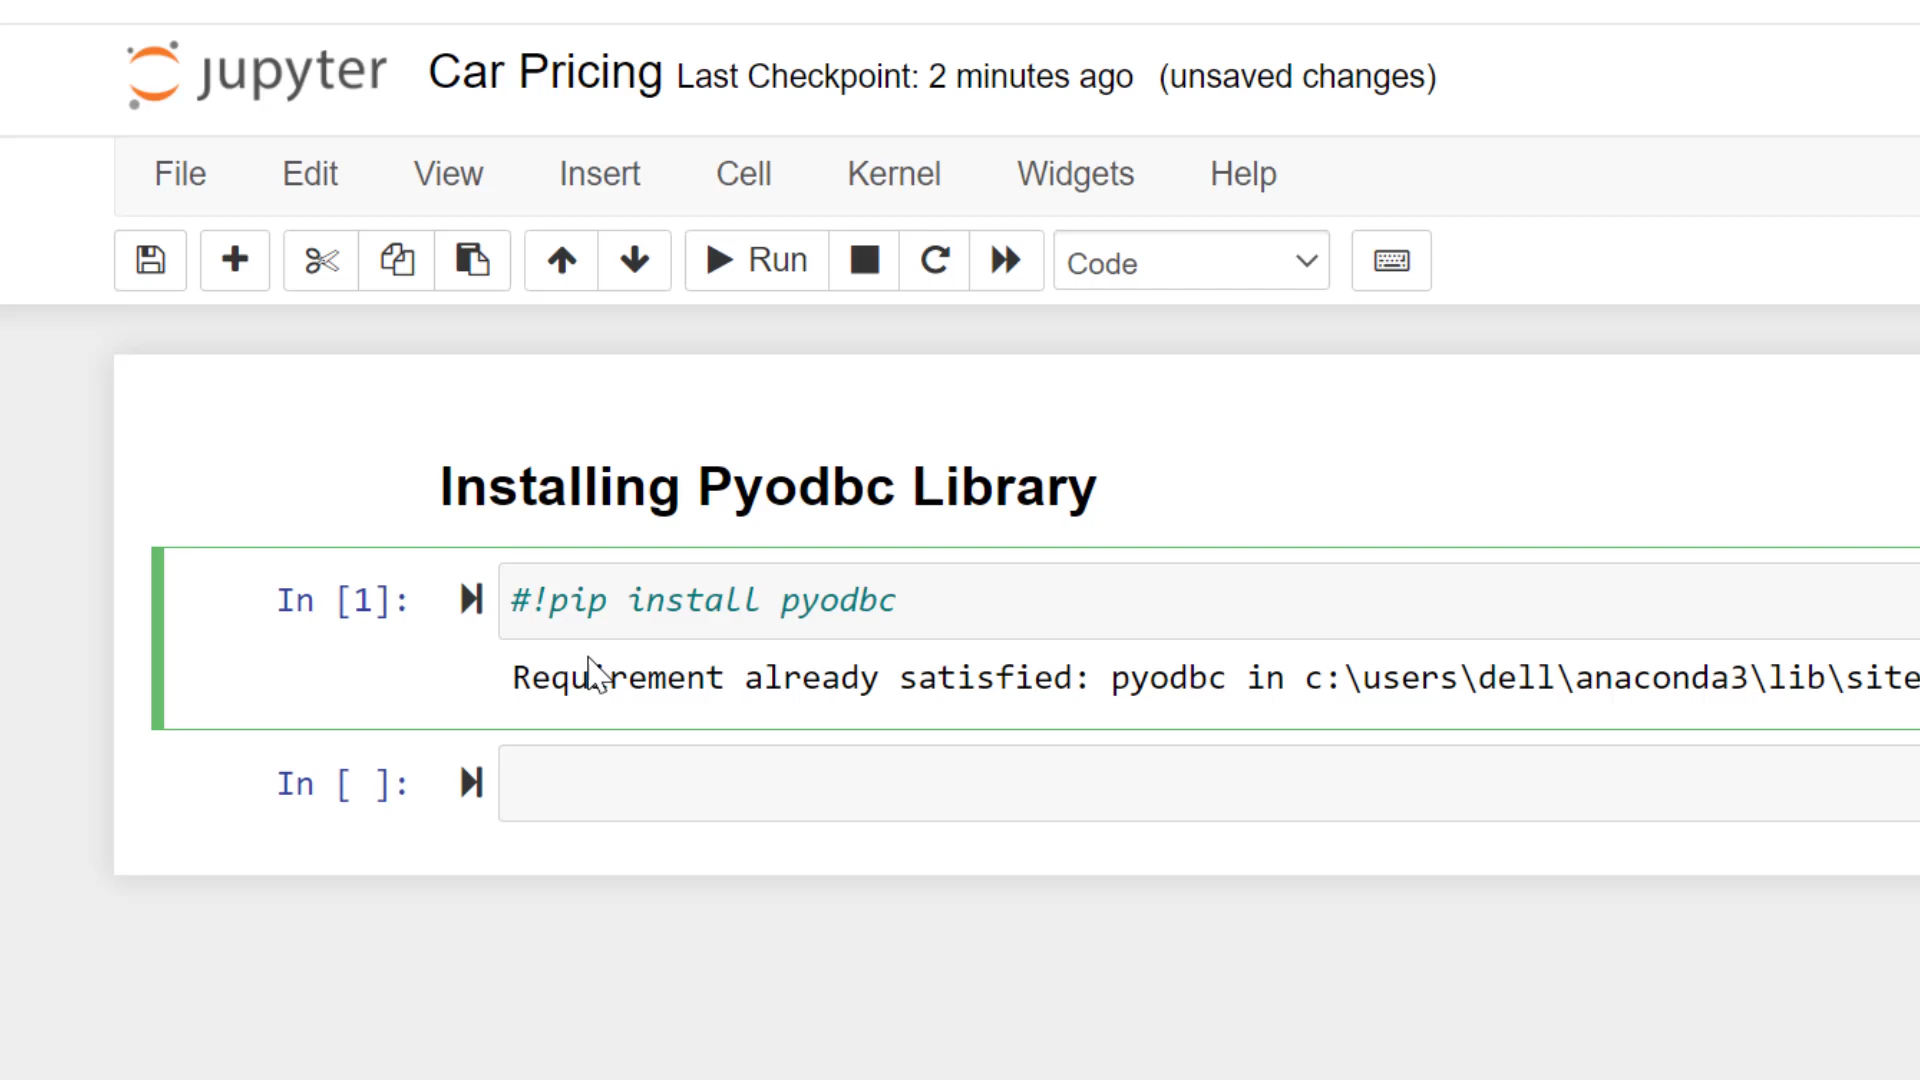 jupyter Car Pricing Last Checkpoint: 2 minutes ago (unsaved changes)
File Edit View Insert Cell Kernel Widgets Help
Run Code
Installing Pyodbc Library
In [1]: #!pip install pyodbc
Requirement already satisfied: pyodbc in c:\users\dell\anaconda3\lib\site
In [ ]: